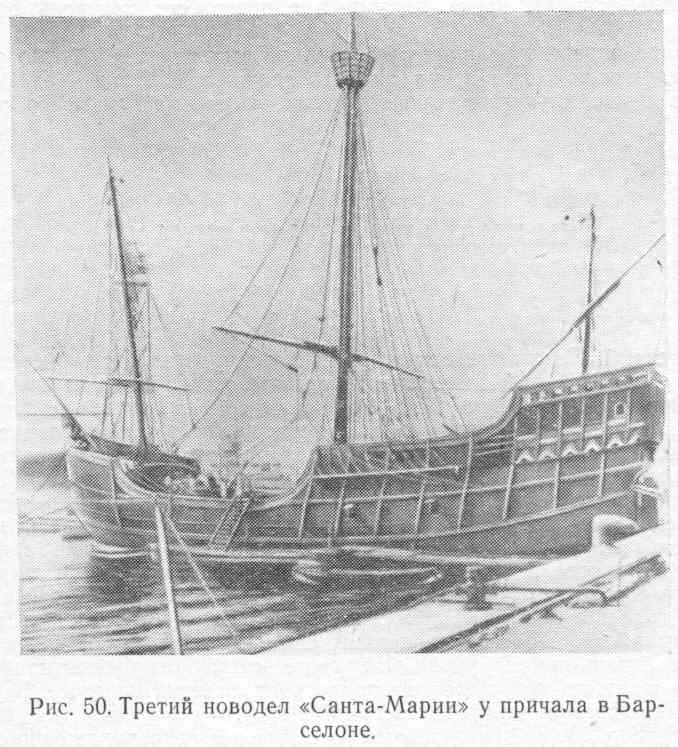 Рис. 50. Третий новодел «Санта-Марии» у причала в Бар-
селоне.